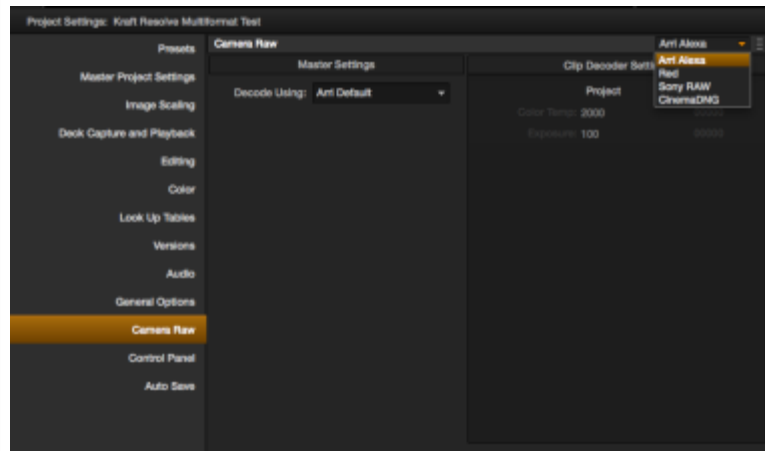 Project Settings: Kraft Resolve Multiformat Test
Presets
Master Project Settings
Image Scaling
Deck Capture and Playback
Editing
Color
Look Up Tables
Versions
Audio
General Options
Camera Raw
Control Panel
Auto Save
Camera Raw
Arri Alexa
Arri Alexa
Red
Sony RAW
CinemaDNG
Master Settings
Decode Using: Arri Default
Clip Decoder Setti
Project
Color Temp: 2000
Exposure: 100